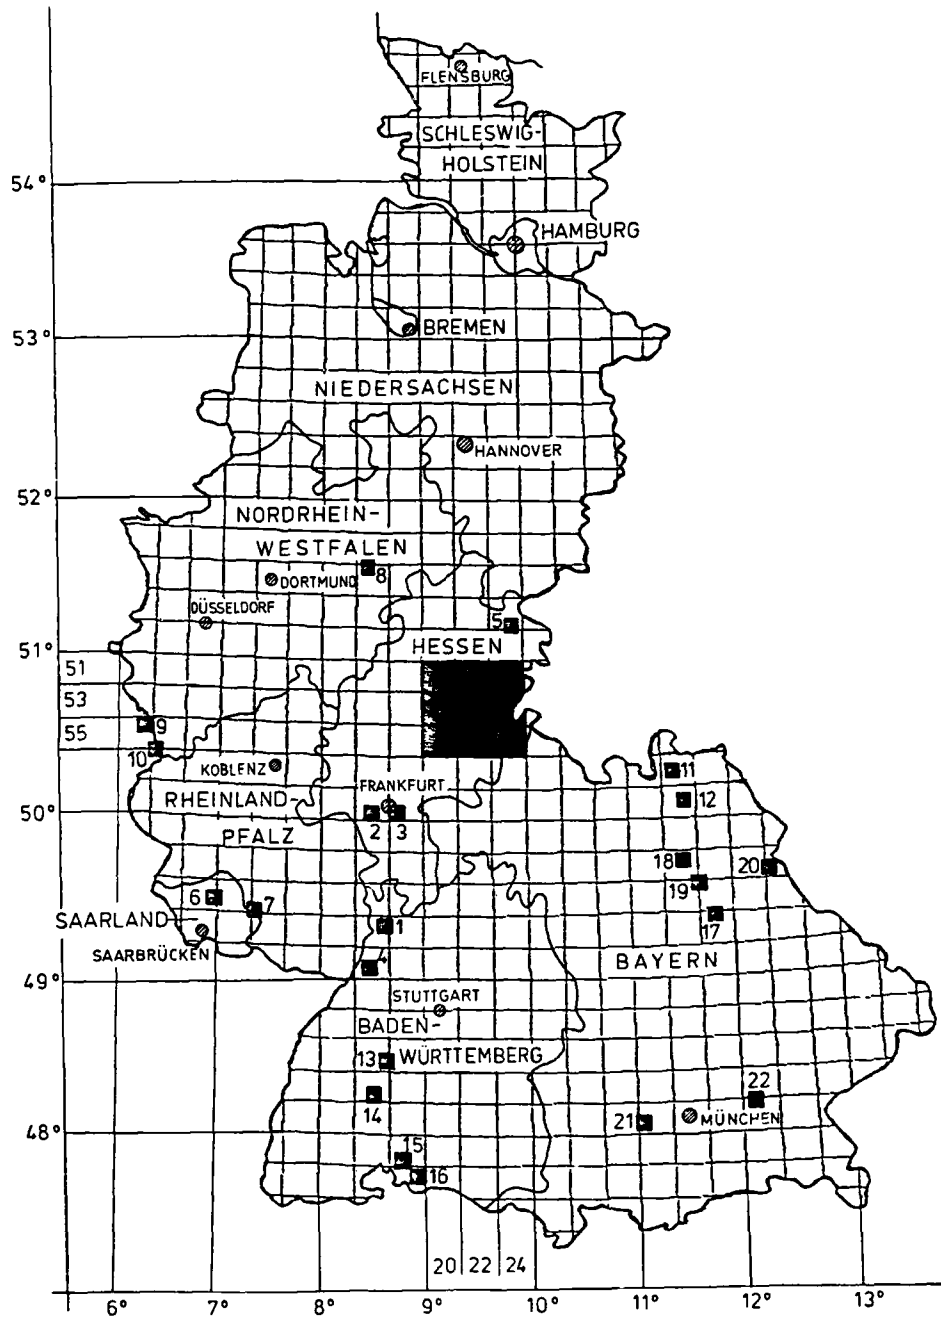 FLENSBURG
SCHLESWIG-
HOLSTEIN
54°
HAMBURG
BREMEN
53°
NIEDERSACHSEN
HANNOVER
52°
NORDRHEIN-
WESTFALEN
8
DORTMUND
DÜSSELDORF
5
HESSEN
51°
51
53
55
9
10
KOBLENZ
11
FRANKFURT
12
RHEINLAND-
50°
2 3
PFALZ
18
20
19
6
7
17
SAARLAND
1
SAARBRÜCKEN
4
BAYERN
49°
STUTTGART
BADEN-
13
WÜRTTEMBERG
22
14
21
MÜNCHEN
48°
15
16
20 22 24
6° 7° 8° 9° 10° 11° 12° 13°